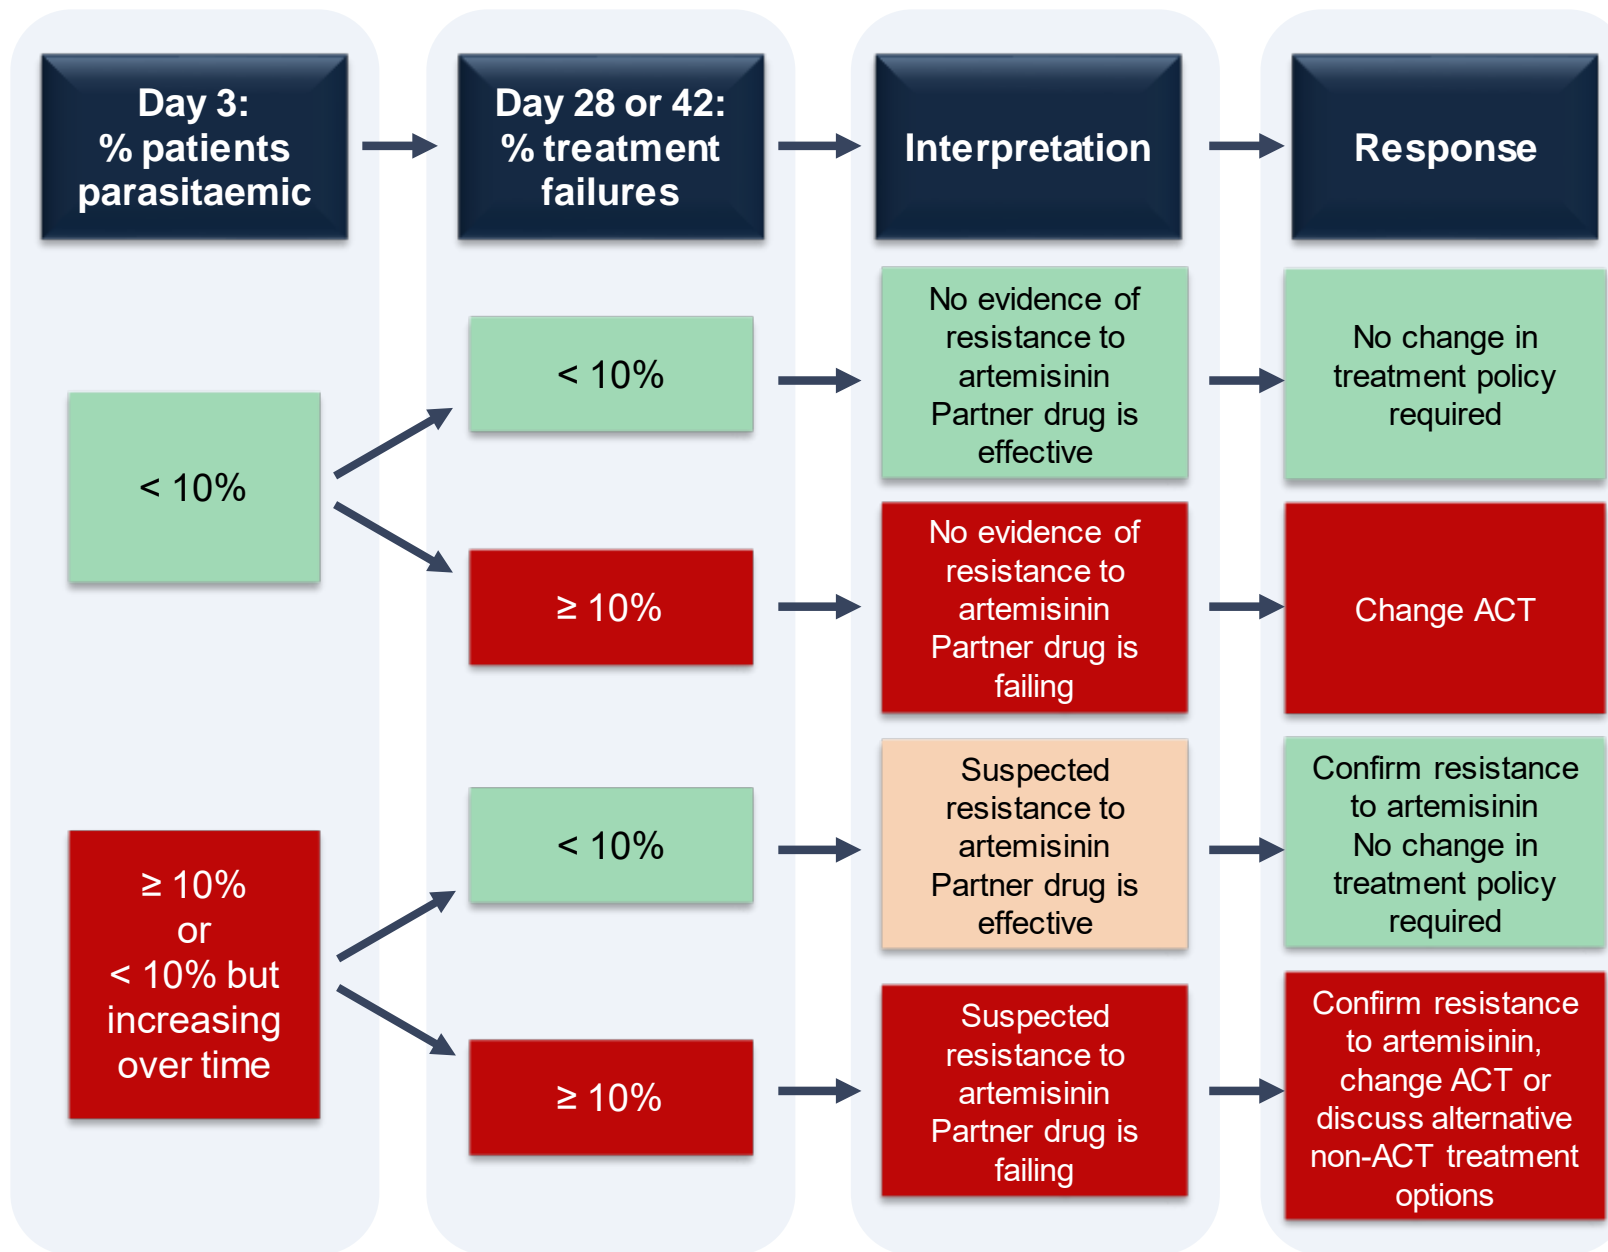 Day 3:
% patients
parasitaemic
Day 28 or 42:
% treatment
failures
Interpretation
Response
< 10%
< 10%
No evidence of
resistance to
artemisinin
Partner drug is
effective
No change in
treatment policy
required
≥ 10%
No evidence of
resistance to
artemisinin
Partner drug is
failing
Change ACT
≥ 10%
or
< 10% but
increasing
over time
< 10%
Suspected
resistance to
artemisinin
Partner drug is
effective
Confirm resistance
to artemisinin
No change in
treatment policy
required
≥ 10%
Suspected
resistance to
artemisinin
Partner drug is
failing
Confirm resistance
to artemisinin,
change ACT or
discuss alternative
non-ACT treatment
options